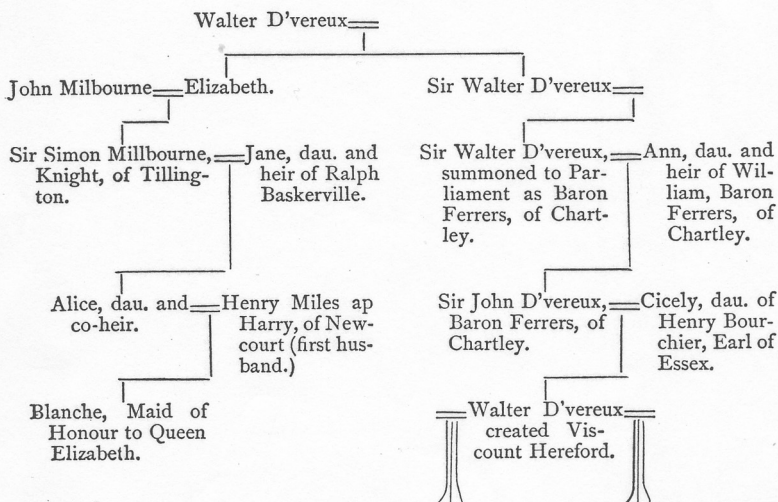 Walter D'vereux
John Milbourne
Elizabeth.
Sir Walter D'vereux
Sir Simon Millbourne,
Knight, of Tilling-
ton.
Jane, dau. and
heir of Ralph
Baskerville.
Sir Walter D'vereux,
summoned to Par-
liament as Baron
Ferrers, of Chart-
ley.
Ann, dau. and
heir of Wil-
liam, Baron
Ferrers, of
Chartley.
Alice, dau. and
co-heir.
Henry Miles ap
Harry, of New-
court (first hus-
band.)
Sir John D'vereux,
Baron Ferrers, of
Chartley.
Cicely, dau. of
Henry Bour-
chier, Earl of
Essex.
Blanche, Maid of
Honour to Queen
Elizabeth.
Walter D'vereux
created Vis-
count Hereford.